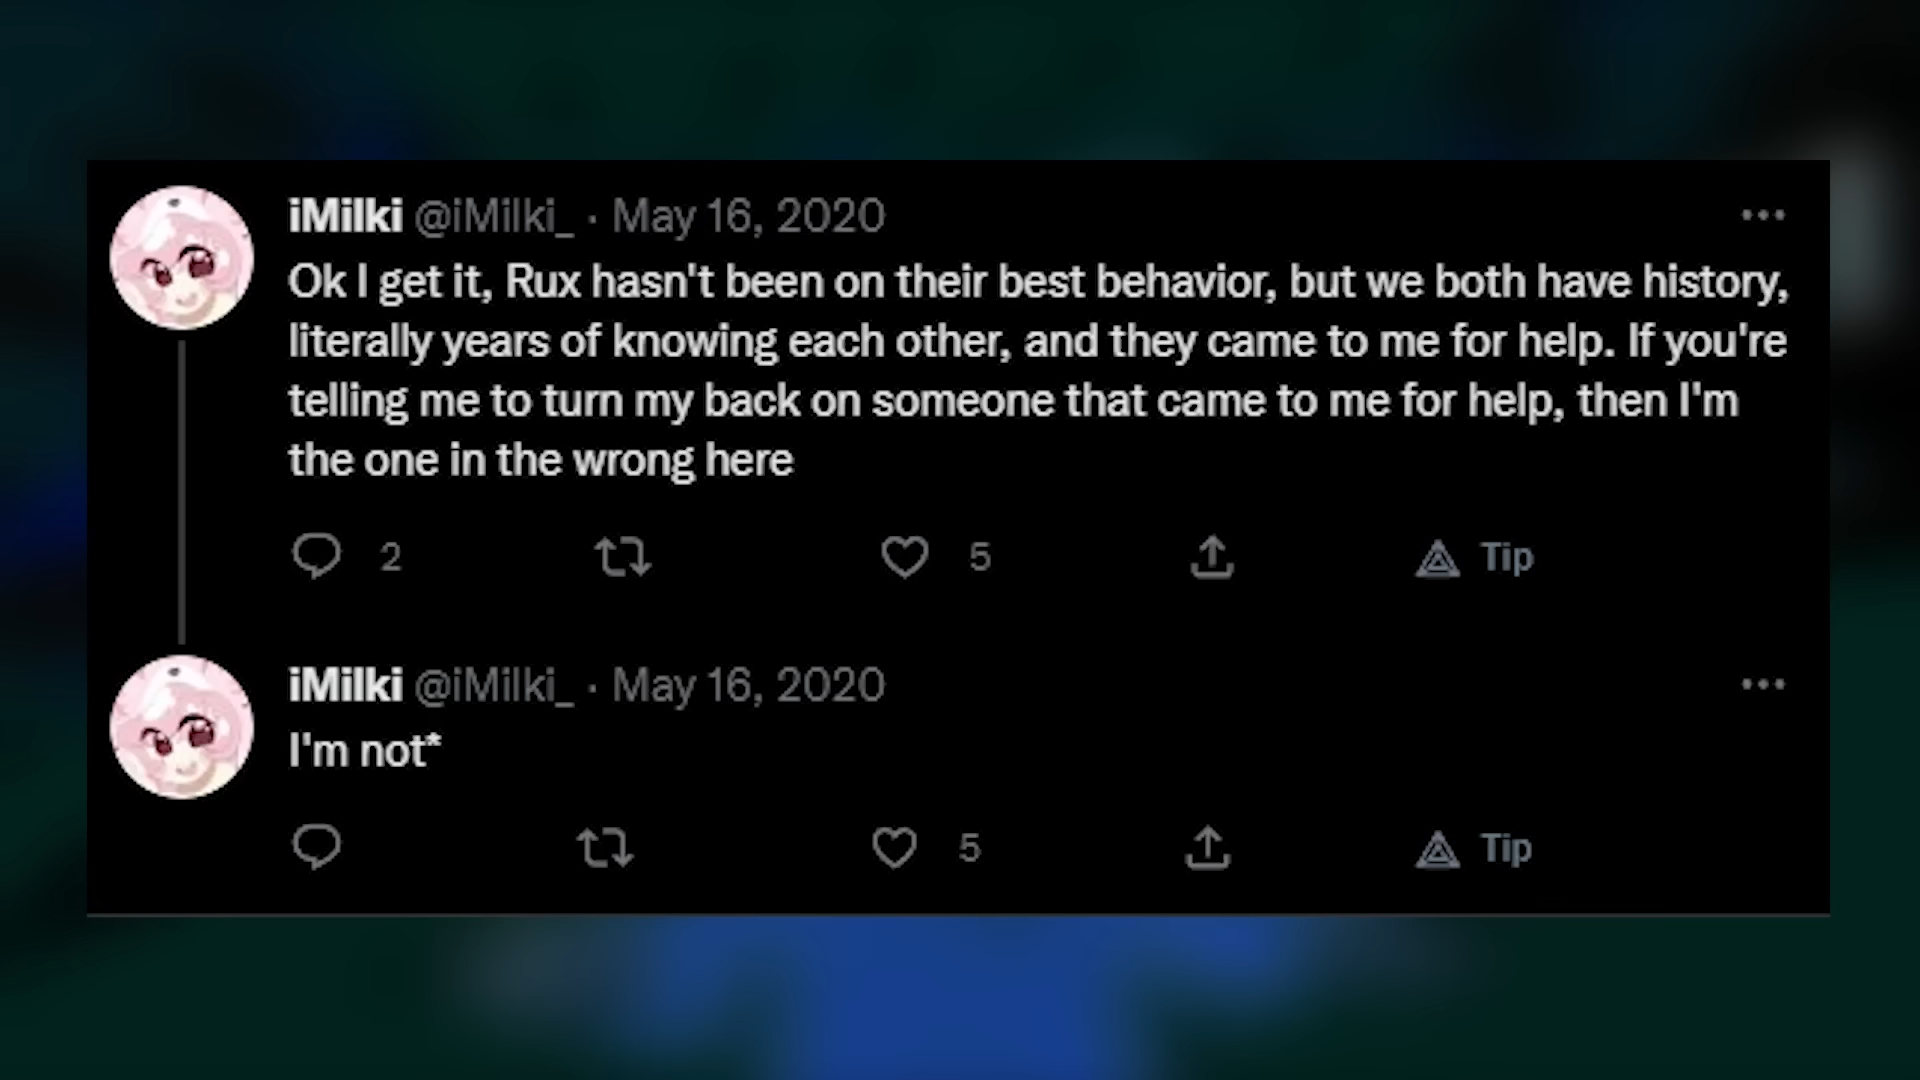 iMilki @iMilki_ · May 16, 2020
Ok I get it, Rux hasn't been on their best behavior, but we both have history,
literally years of knowing each other, and they came to me for help. If you're
telling me to turn my back on someone that came to me for help, then I'm
the one in the wrong here
2 5 Tip
iMilki @iMilki_ · May 16, 2020
I'm not*
5 Tip